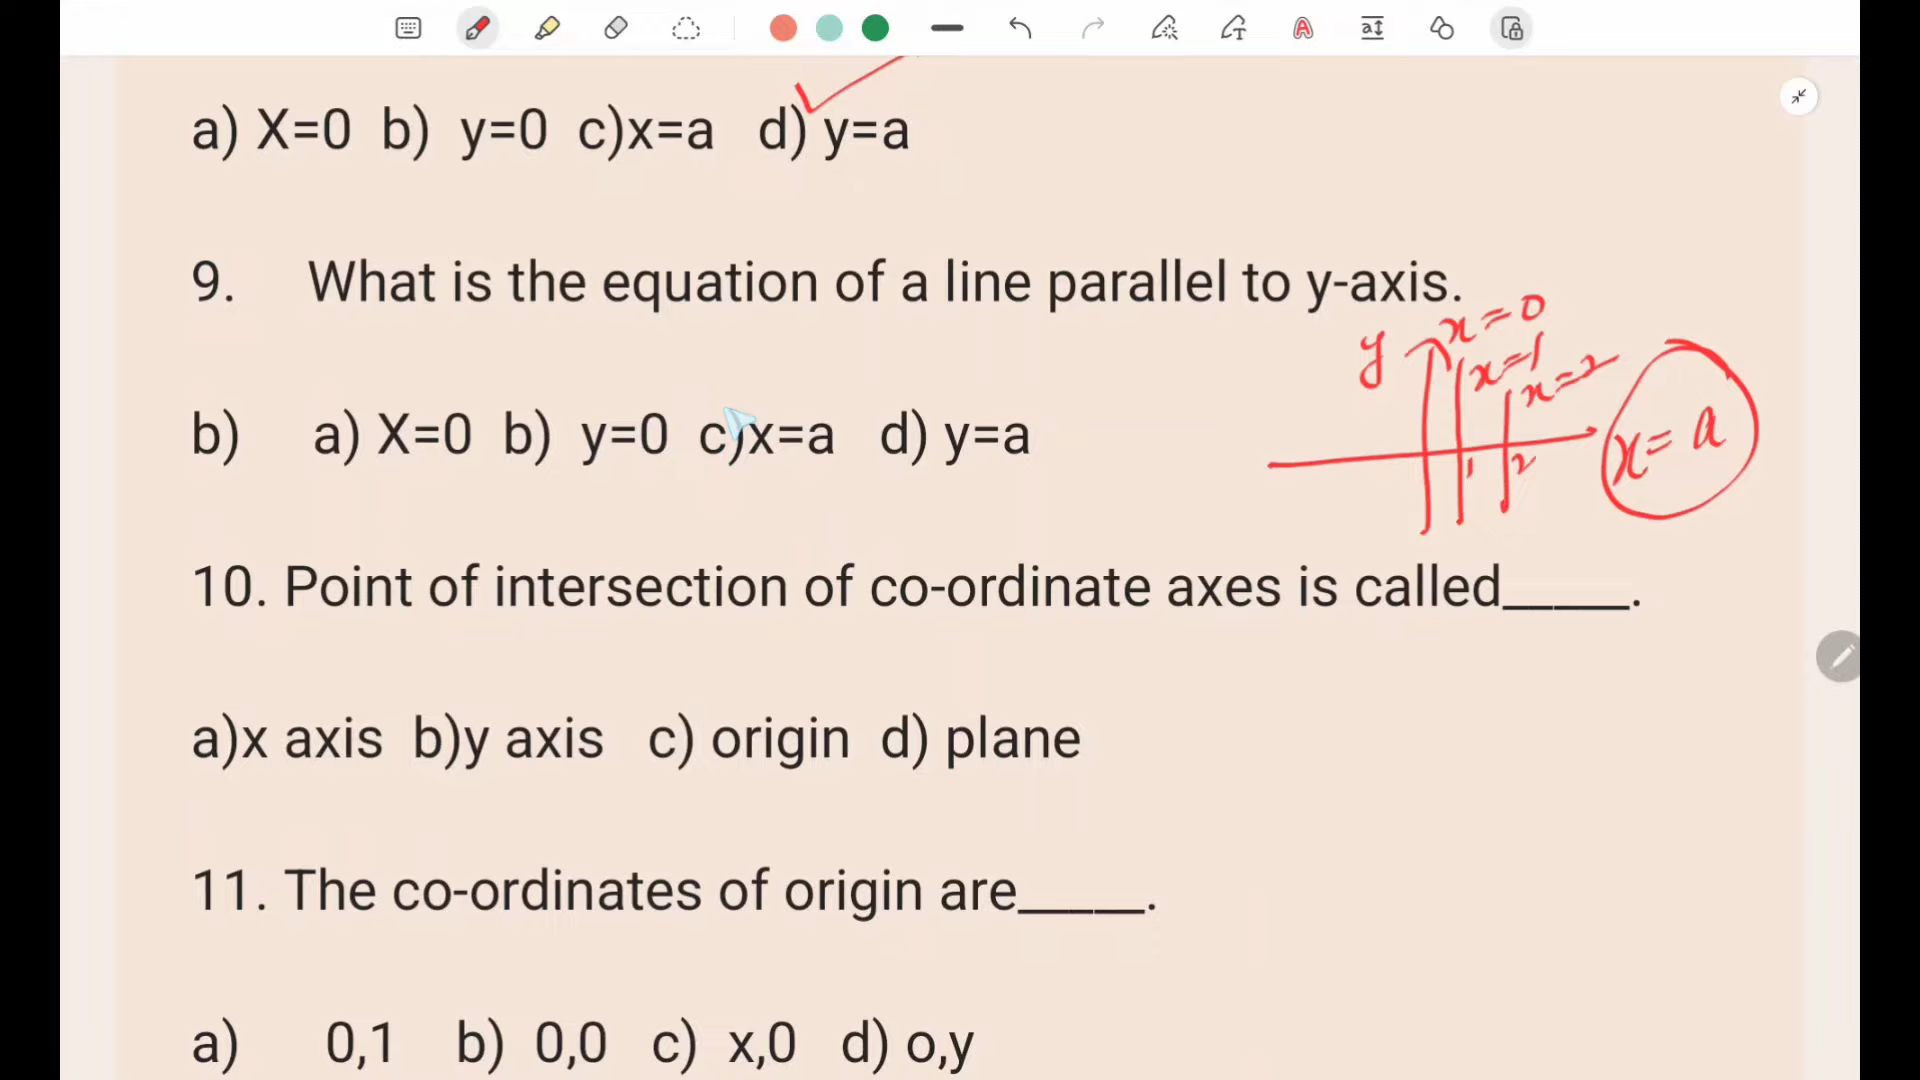 a) X=0 b) y=0 c)x=a d) y=a
9. What is the equation of a line parallel to y-axis.
y x=0
x=1
x=2
x=a
b) a) X=0 b) y=0 c)x=a d) y=a
1 2
10. Point of intersection of co-ordinate axes is called_____.
a)x axis b)y axis c) origin d) plane
11. The co-ordinates of origin are_____.
a) 0,1 b) 0,0 c) x,0 d) o,y